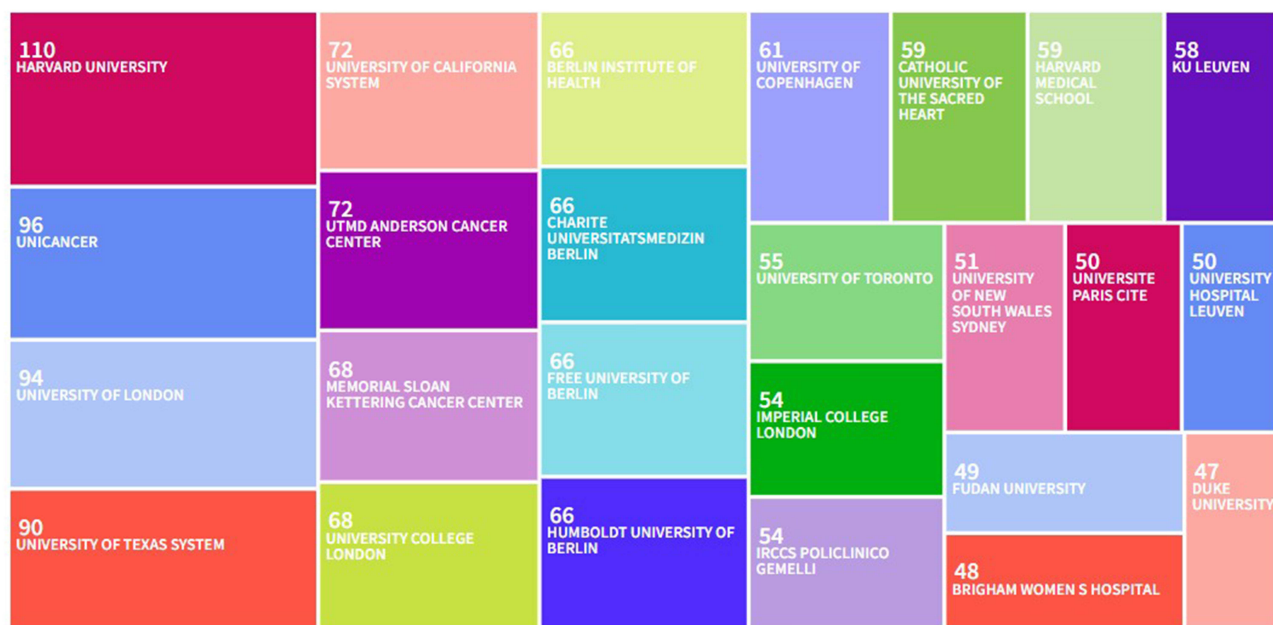 110
HARVARD UNIVERSITY
96
UNICANCER
94
UNIVERSITY OF LONDON
90
UNIVERSITY OF TEXAS SYSTEM
72
UNIVERSITY OF CALIFORNIA
SYSTEM
72
UTMD ANDERSON CANCER
CENTER
68
MEMORIAL SLOAN
KETTERING CANCER CENTER
68
UNIVERSITY COLLEGE
LONDON
66
BERLIN INSTITUTE OF
HEALTH
66
CHARITE
UNIVERSITATSMEDIZIN
BERLIN
66
FREE UNIVERSITY OF
BERLIN
66
HUMBOLDT UNIVERSITY OF
BERLIN
61
UNIVERSITY OF
COPENHAGEN
59
CATHOLIC
UNIVERSITY OF
THE SACRED
HEART
59
HARVARD
MEDICAL
SCHOOL
58
KU LEUVEN
55
UNIVERSITY OF TORONTO
54
IMPERIAL COLLEGE
LONDON
54
IRCCS POLICLINICO
GEMELLI
51
UNIVERSITY
OF NEW
SOUTH WALES
SYDNEY
50
UNIVERSITE
PARIS CITE
50
UNIVERSITY
HOSPITAL
LEUVEN
49
FUDAN UNIVERSITY
48
BRIGHAM WOMEN S HOSPITAL
47
DUKE
UNIVERSITY